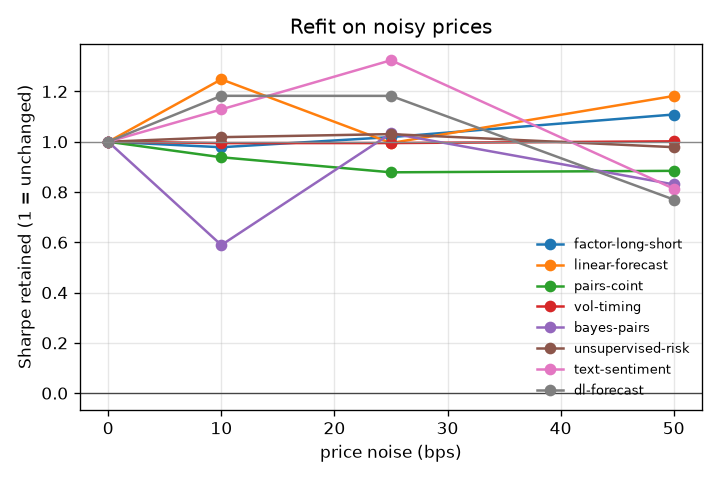 Refit on noisy prices
Sharpe retained (1 = unchanged)
1.2
1.0
0.8
0.6
0.4
0.2
0.0
factor-long-short
linear-forecast
pairs-coint
vol-timing
bayes-pairs
unsupervised-risk
text-sentiment
dl-forecast
0 10 20 30 40 50
price noise (bps)